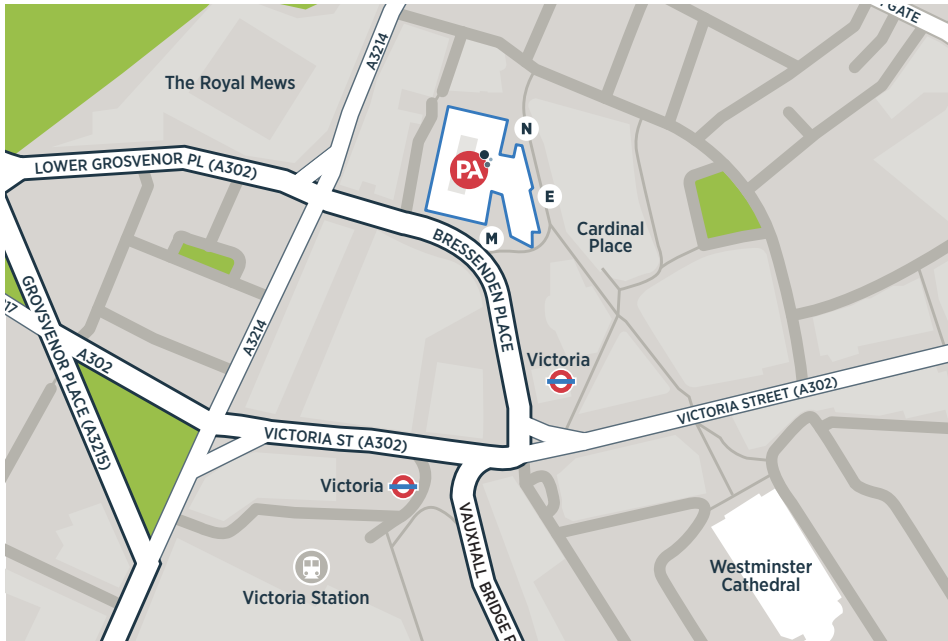 GATE
A3214
The Royal Mews
N
LOWER GROSVENOR PL (A302)
PA
E
M
Cardinal
Place
BRESSENDEN PLACE
GROVSVENOR PLACE (A3215)
A3214
A302
Victoria
VICTORIA STREET (A302)
VICTORIA ST (A302)
Victoria
VAUXHALL BRIDGE
Westminster
Cathedral
Victoria Station